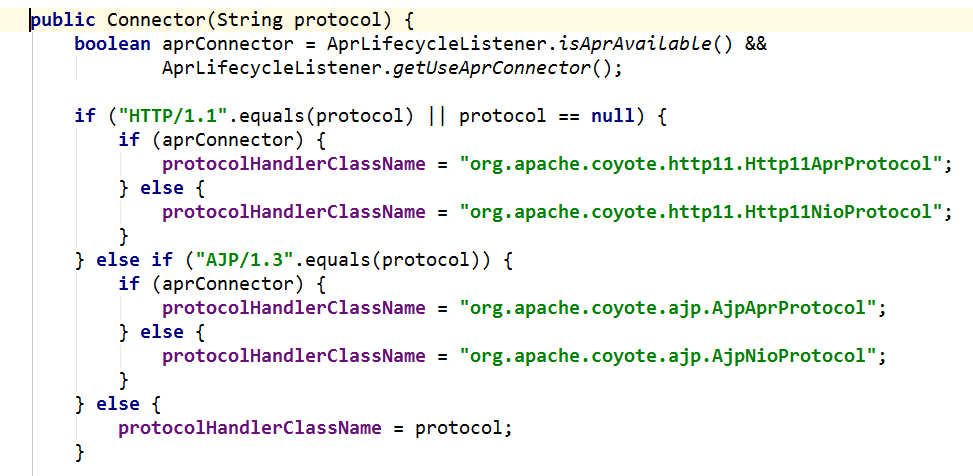 public Connector(String protocol) {
    boolean aprConnector = AprLifecycleListener.isAprAvailable() &&
            AprLifecycleListener.getUseAprConnector();

    if ("HTTP/1.1".equals(protocol) || protocol == null) {
        if (aprConnector) {
            protocolHandlerClassName = "org.apache.coyote.http11.Http11AprProtocol";
        } else {
            protocolHandlerClassName = "org.apache.coyote.http11.Http11NioProtocol";
        }
    } else if ("AJP/1.3".equals(protocol)) {
        if (aprConnector) {
            protocolHandlerClassName = "org.apache.coyote.ajp.AjpAprProtocol";
        } else {
            protocolHandlerClassName = "org.apache.coyote.ajp.AjpNioProtocol";
        }
    } else {
        protocolHandlerClassName = protocol;
    }